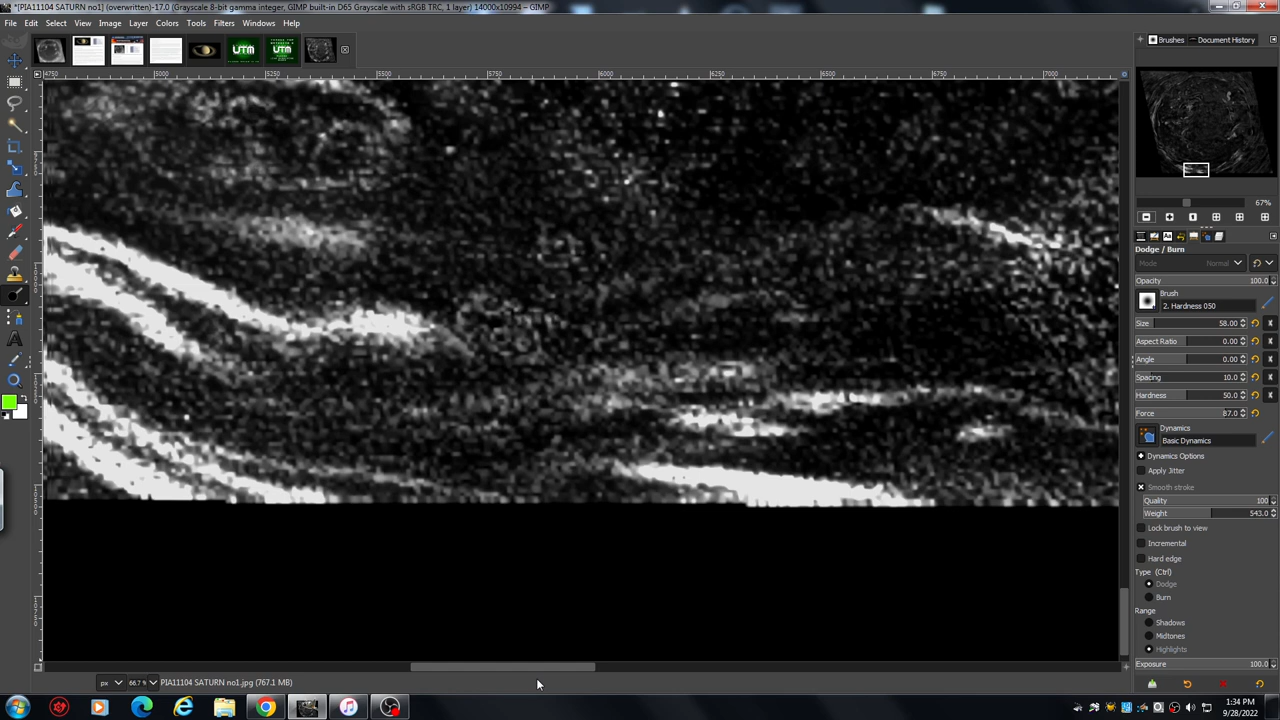 *[PIA11104 SATURN no1] (overwritten)-17.0 (Grayscale 8-bit gamma integer, GIMP built-in D65 Grayscale with sRGB TRC, 1 layer) 14000x10994 – GIMP
File Edit Select View Image Layer Colors Tools Filters Windows Help
UTM
UTM
Brushes Document History
4750 5000 5250 5500 5750 6000 6250 6500 6750 7000
67%
Dodge / Burn
Mode Normal
Opacity 100.0
Brush
2. Hardness 050
Size 58.00
Aspect Ratio 0.00
Angle 0.00
Spacing 10.0
Hardness 50.0
Force 87.0
Dynamics
Basic Dynamics
Dynamics Options
Apply Jitter
Smooth stroke
Quality 100
Weight 543.0
Lock brush to view
Incremental
Hard edge
Type (Ctrl)
Dodge
Burn
Range
Shadows
Midtones
Highlights
Exposure 100.0
px 66.7 % PIA11104 SATURN no1.jpg (767.1 MB)
1:34 PM
9/28/2022